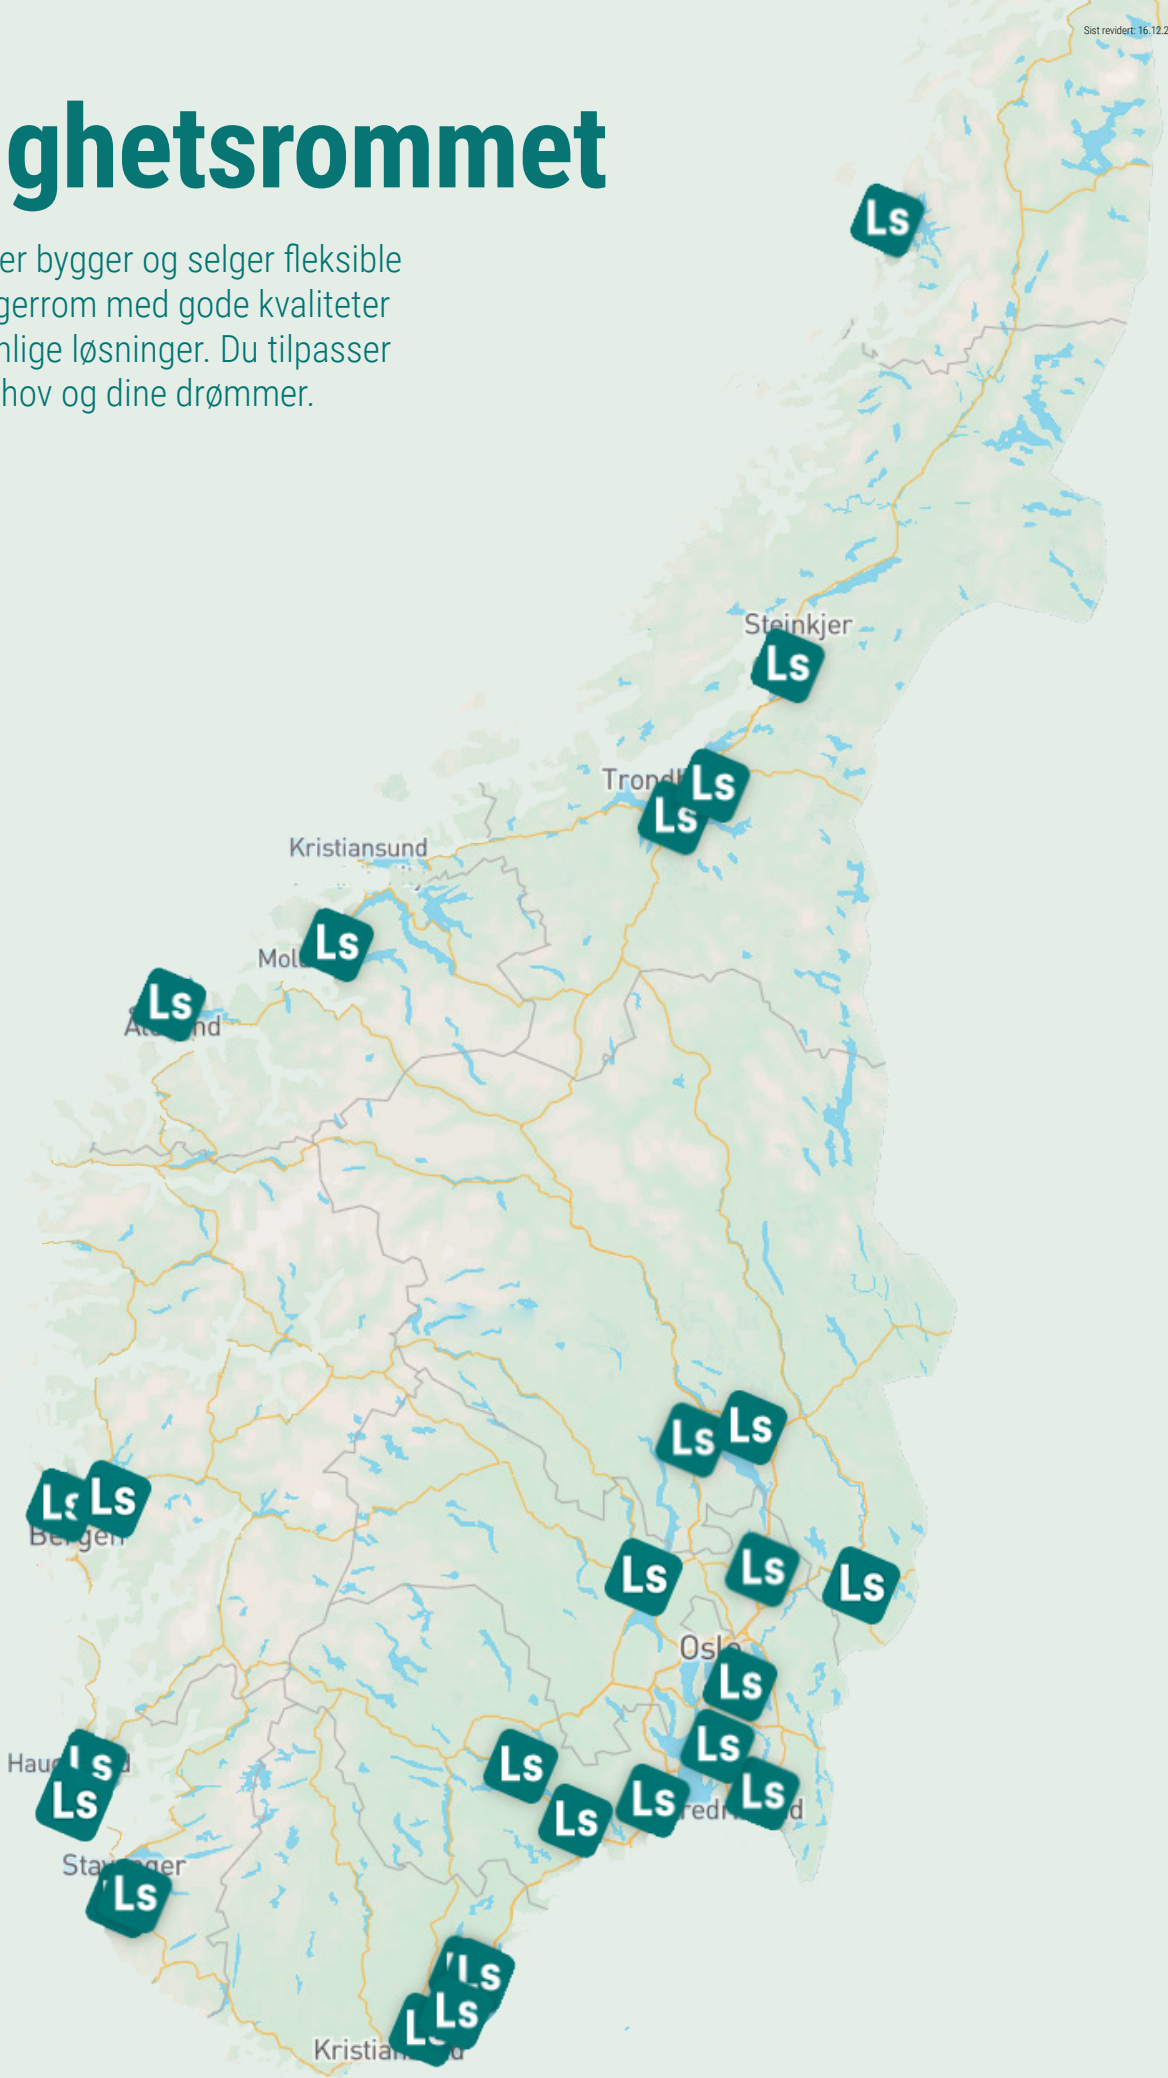 Sist revidert: 16.12.2
ghetsrommet
er bygger og selger fleksible
gerrom med gode kvaliteter
nlige løsninger. Du tilpasser
hov og dine drømmer.
Ls
Steinkjer
Ls
Ls
Ls
Kristiansund
Ls
Ls
Ls
Ls
Ls
Ls
Ls
Ls
Ls
Oslo
Ls
Ls
Ls
Ls
Ls
Ls
Ls
Ls
Ls
Ls
Ls